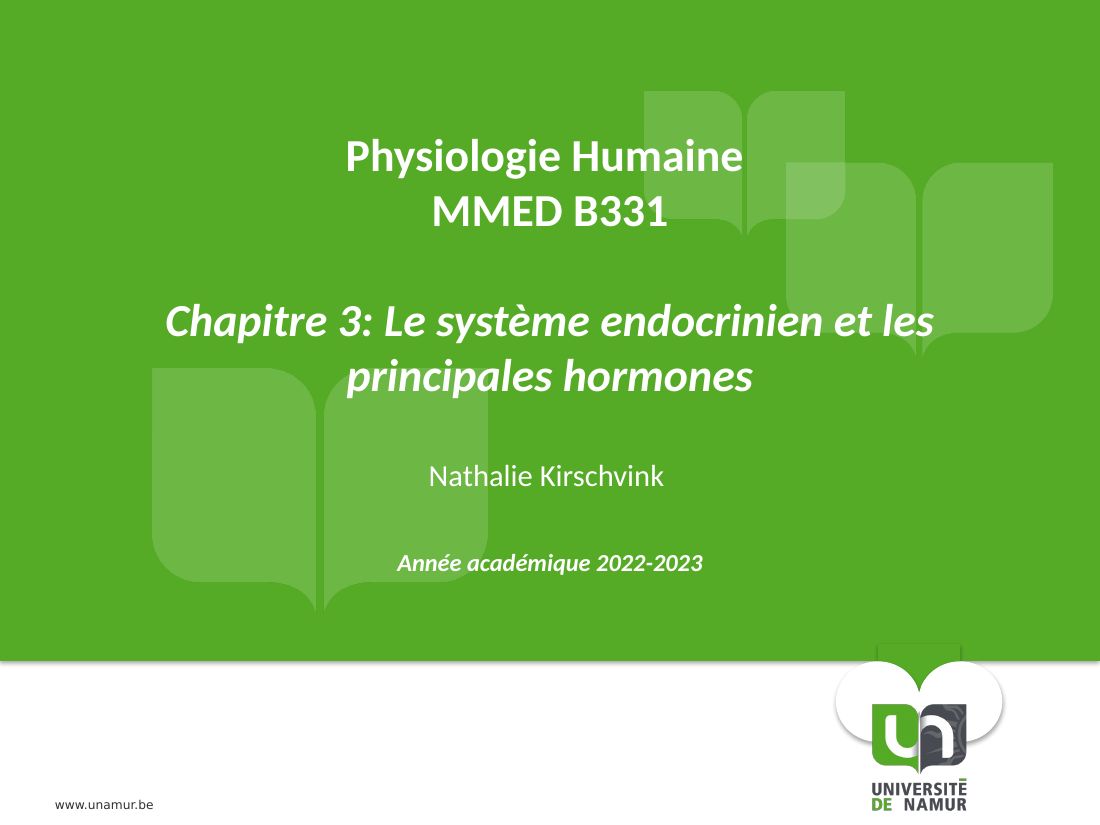 Physiologie Humaine
MMED B331
Chapitre 3: Le système endocrinien et les
principales hormones
Nathalie Kirschvink
Année académique 2022-2023
un
UNIVERSITÉ
DE NAMUR
www.unamur.be